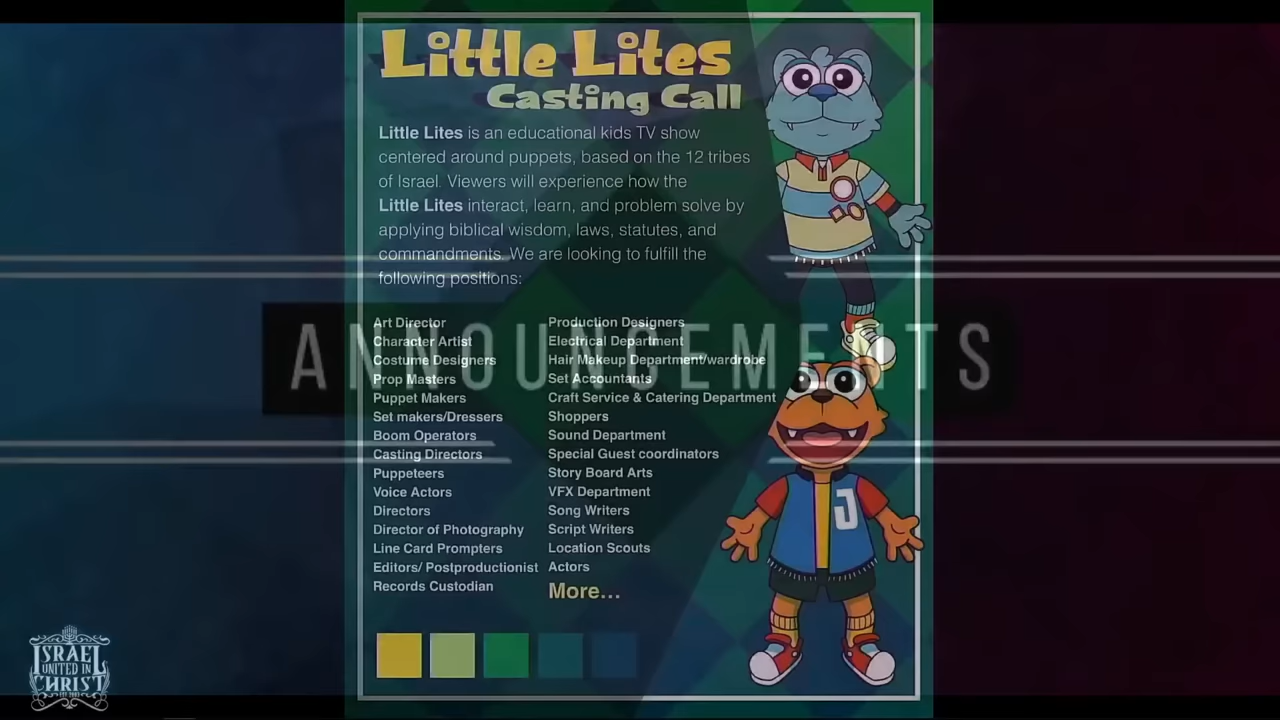 Little Lites
Casting Call
Little Lites is an educational kids TV show
centered around puppets, based on the 12 tribes
of Israel. Viewers will experience how the
Little Lites interact, learn, and problem solve by
applying biblical wisdom, laws, statutes, and
commandments. We are looking to fulfill the
following positions:
ANNOUNCEMENTS
Art Director
Character Artist
Costume Designers
Prop Masters
Puppet Makers
Set makers/Dressers
Boom Operators
Casting Directors
Puppeteers
Voice Actors
Directors
Director of Photography
Line Card Prompters
Editors/ Postproductionist
Records Custodian
Production Designers
Electrical Department
Hair Makeup Department/wardrobe
Set Accountants
Craft Service & Catering Department
Shoppers
Sound Department
Special Guest coordinators
Story Board Arts
VFX Department
Song Writers
Script Writers
Location Scouts
Actors
More...
J
ISRAEL
UNITED IN
CHRIST
EST 2003